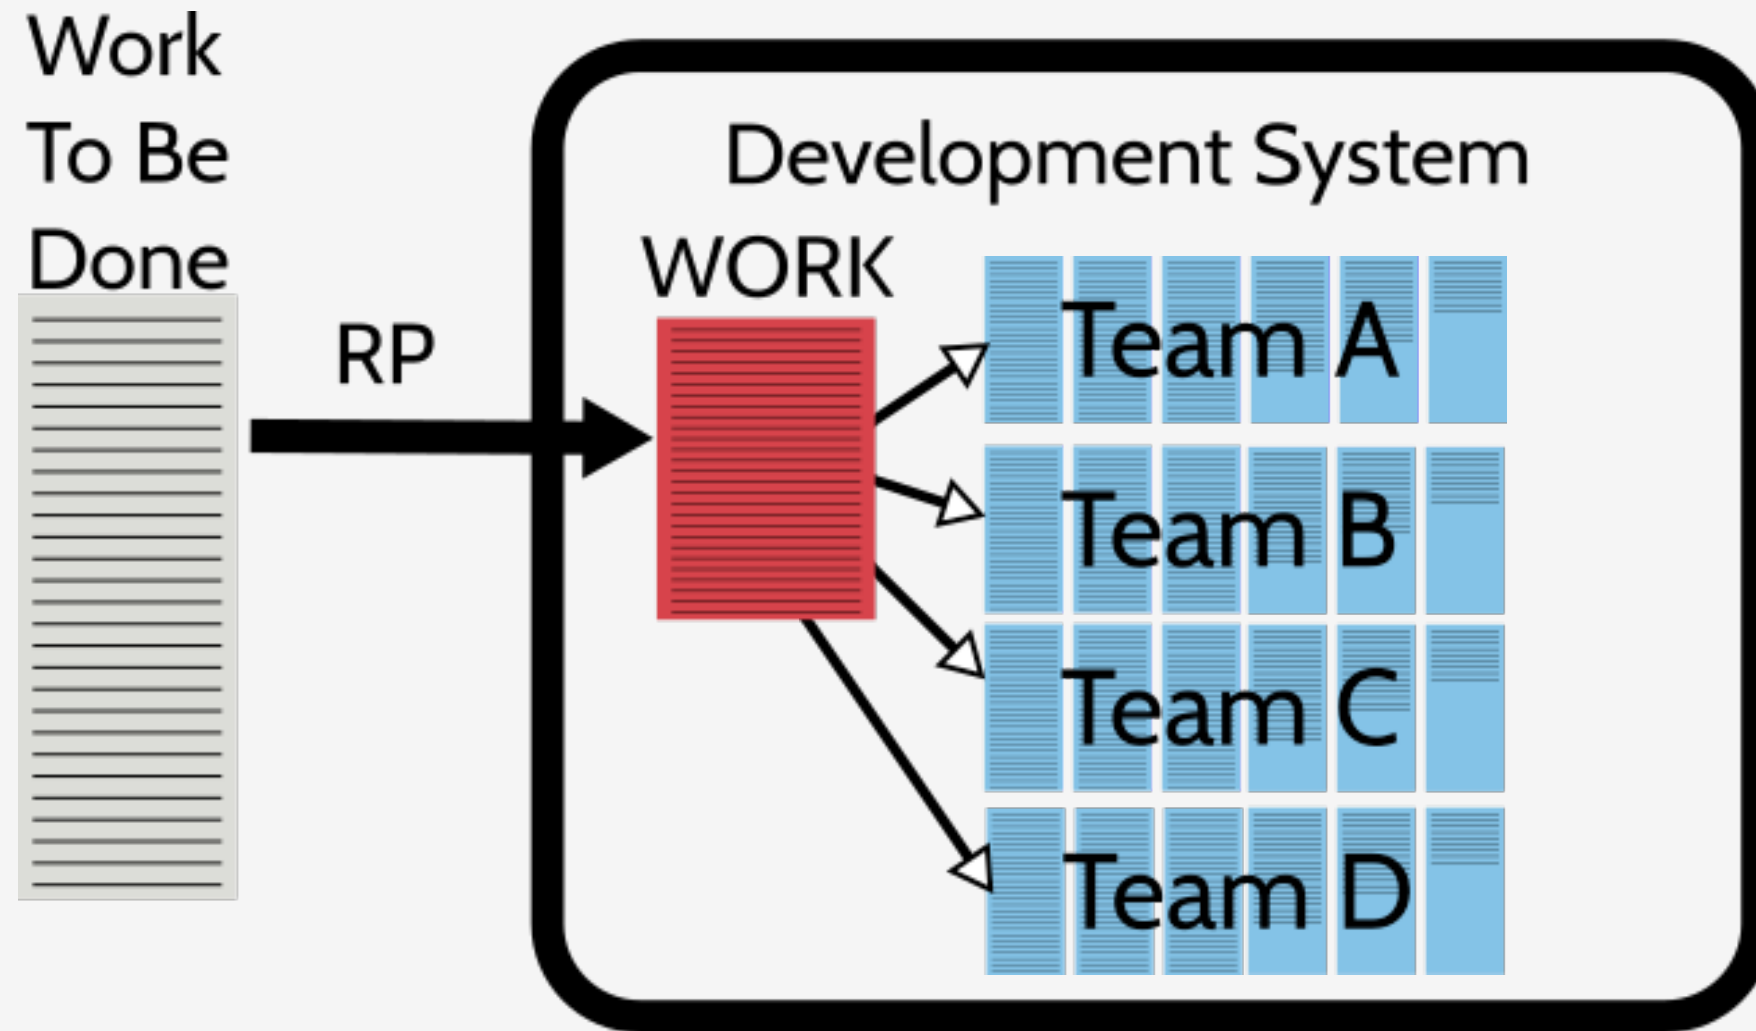 Work
To Be
Done
RP
Development System
WORK
Team A
Team B
Team C
Team D